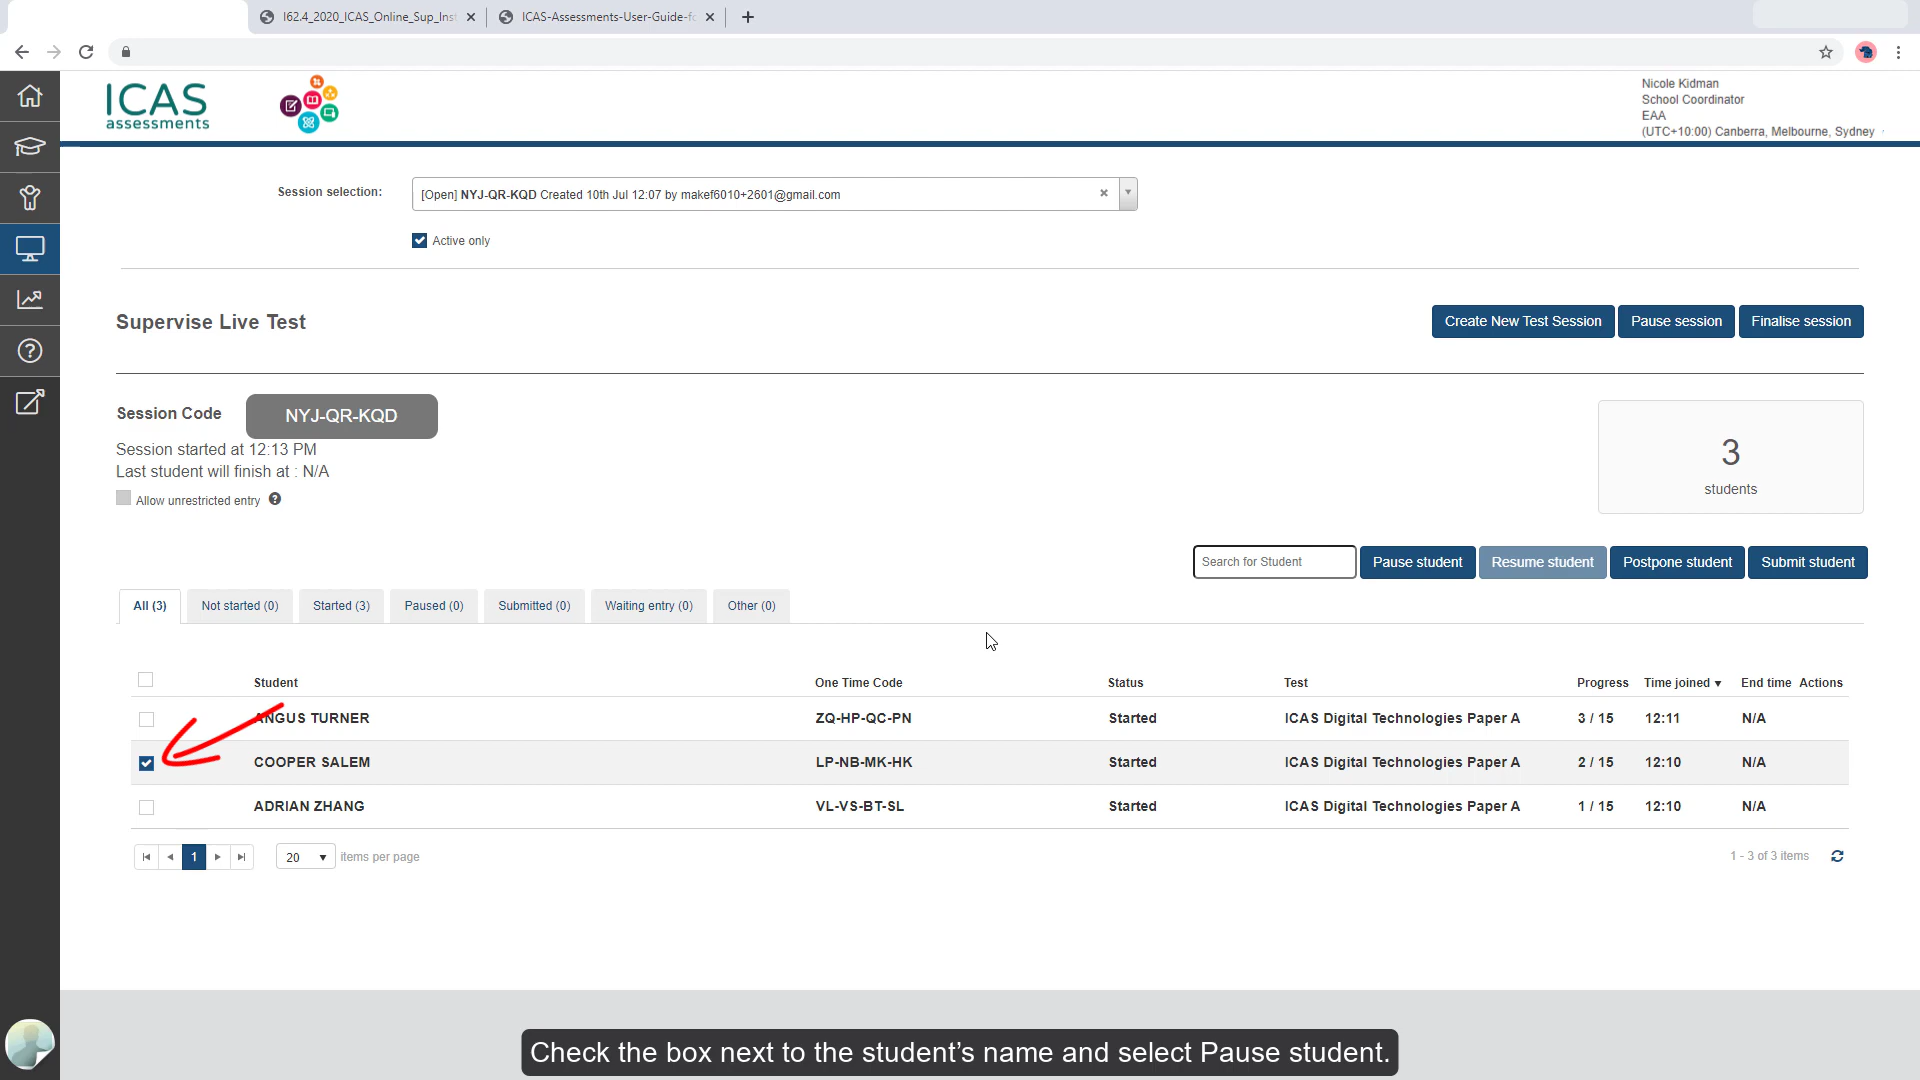 I62.4_2020_ICAS_Online_Sup_Inst
ICAS-Assessments-User-Guide-fo
ICAS
assessments
Nicole Kidman
School Coordinator
EAA
(UTC+10:00) Canberra, Melbourne, Sydney
Session selection:
[Open] NYJ-QR-KQD Created 10th Jul 12:07 by makef6010+2601@gmail.com
Active only
Supervise Live Test
Create New Test Session Pause session Finalise session
Session Code NYJ-QR-KQD
Session started at 12:13 PM
Last student will finish at : N/A
Allow unrestricted entry ?
3
students
Search for Student Pause student Resume student Postpone student Submit student
All (3) Not started (0) Started (3) Paused (0) Submitted (0) Waiting entry (0) Other (0)
Student One Time Code Status Test Progress Time joined End time Actions
ANGUS TURNER ZQ-HP-QC-PN Started ICAS Digital Technologies Paper A 3 / 15 12:11 N/A
COOPER SALEM LP-NB-MK-HK Started ICAS Digital Technologies Paper A 2 / 15 12:10 N/A
ADRIAN ZHANG VL-VS-BT-SL Started ICAS Digital Technologies Paper A 1 / 15 12:10 N/A
1 20 items per page 1 - 3 of 3 items
Check the box next to the student’s name and select Pause student.